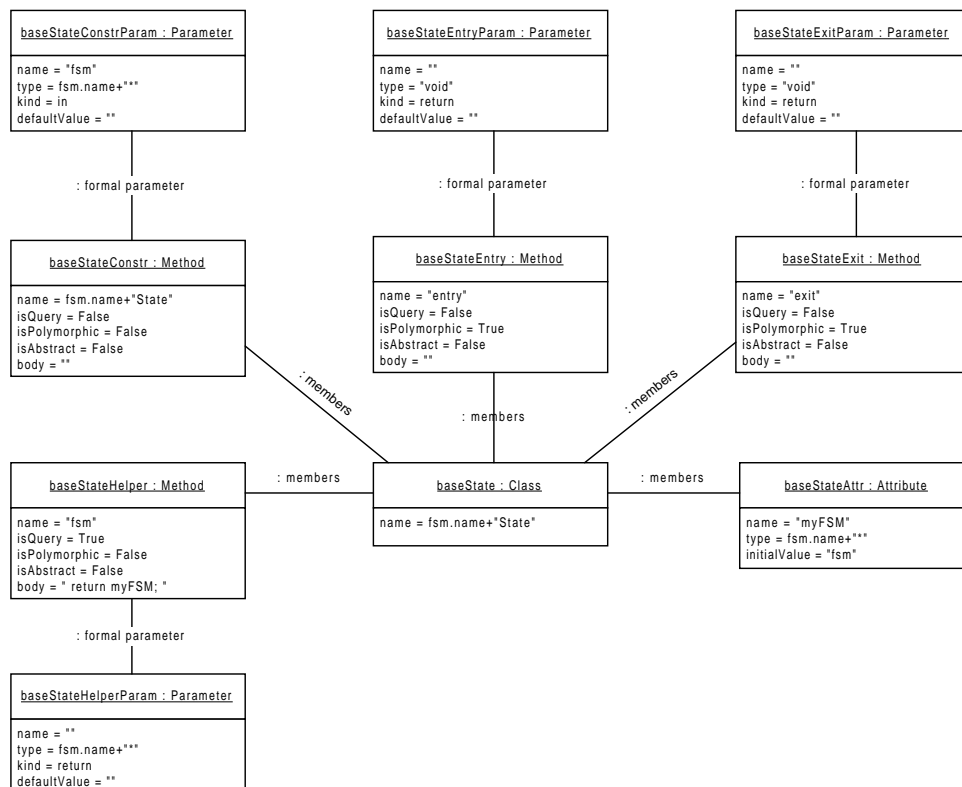 baseStateConstrParam : Parameter
name = "fsm"
type = fsm.name+"*"
kind = in
defaultValue = ""
baseStateEntryParam : Parameter
name = ""
type = "void"
kind = return
defaultValue = ""
baseStateExitParam : Parameter
name = ""
type = "void"
kind = return
defaultValue = ""
: formal parameter
: formal parameter
: formal parameter
baseStateConstr : Method
name = fsm.name+"State"
isQuery = False
isPolymorphic = False
isAbstract = False
body = ""
baseStateEntry : Method
name = "entry"
isQuery = False
isPolymorphic = True
isAbstract = False
body = ""
baseStateExit : Method
name = "exit"
isQuery = False
isPolymorphic = True
isAbstract = False
body = ""
: members
: members
: members
baseStateHelper : Method
name = "fsm"
isQuery = True
isPolymorphic = False
isAbstract = False
body = " return myFSM; "
: members
baseState : Class
name = fsm.name+"State"
: members
baseStateAttr : Attribute
name = "myFSM"
type = fsm.name+"*"
initialValue = "fsm"
: formal parameter
baseStateHelperParam : Parameter
name = ""
type = fsm.name+"*"
kind = return
defaultValue = ""